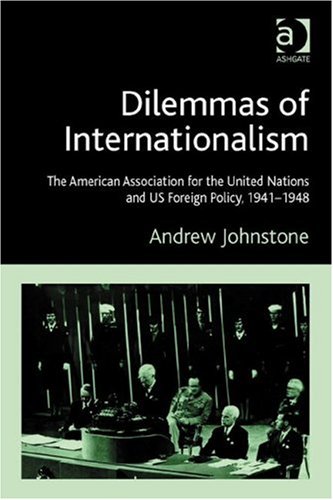 a
ASHGATE
Dilemmas of
Internationalism
The American Association for the United Nations
and US Foreign Policy, 1941–1948
Andrew Johnstone